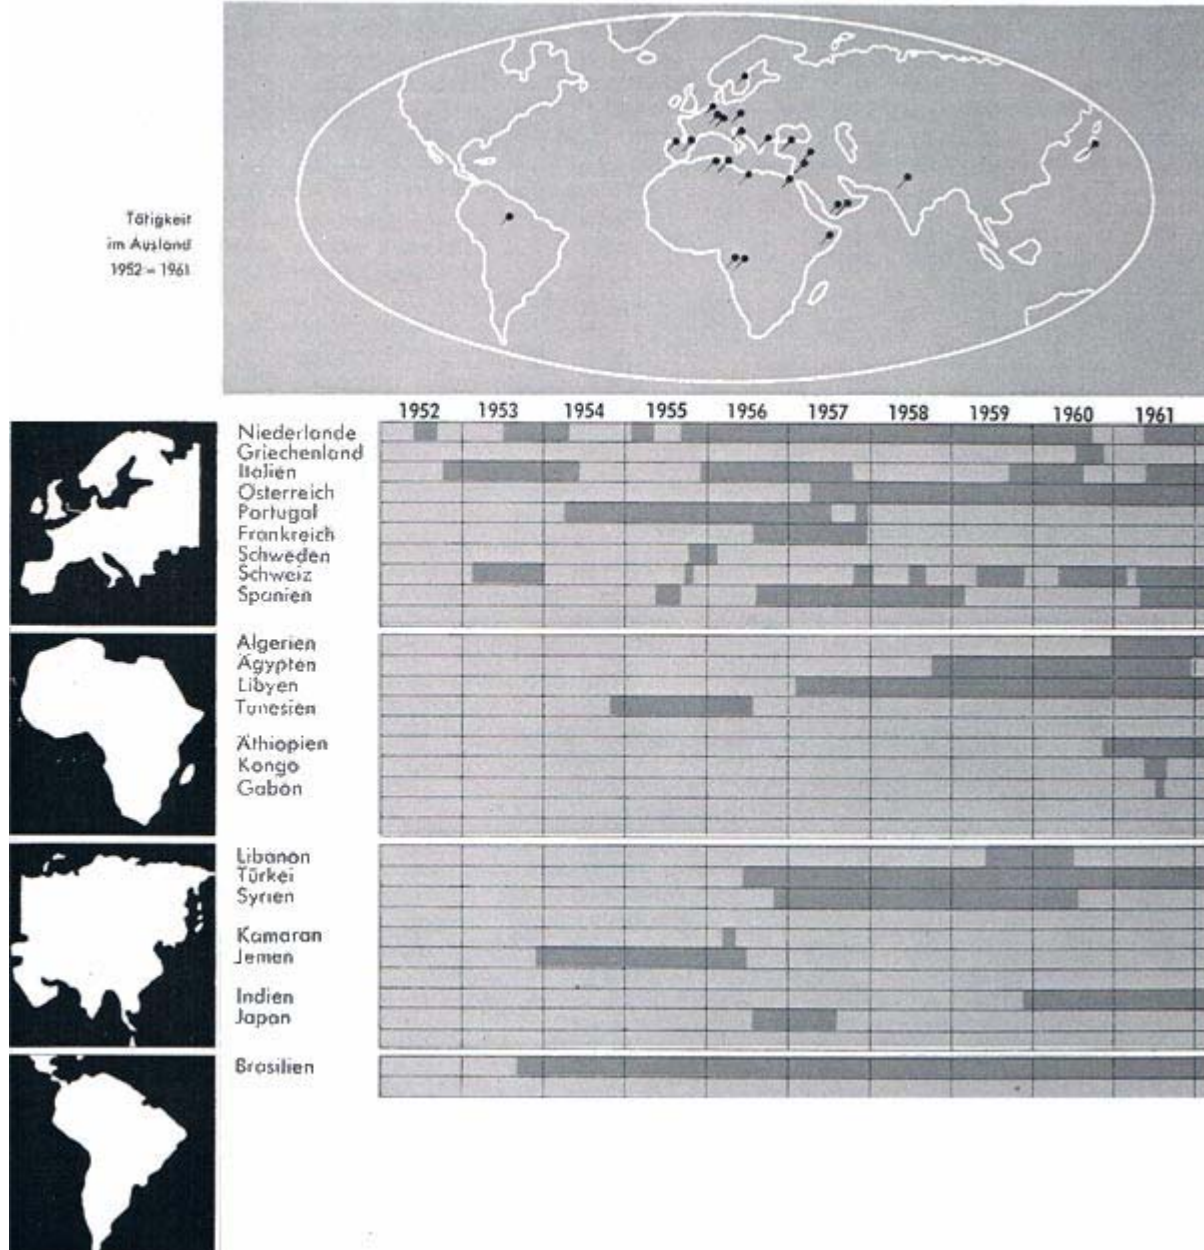 Tätigkeit
im Ausland
1952 – 1961
1952 1953 1954 1955 1956 1957 1958 1959 1960 1961
Niederlande
Griechenland
Italien
Österreich
Portugal
Frankreich
Schweden
Schweiz
Spanien
Algerien
Ägypten
Libyen
Tunesien
Äthiopien
Kongo
Gabon
Libanon
Türkei
Syrien
Kamaran
Jemen
Indien
Japan
Brasilien